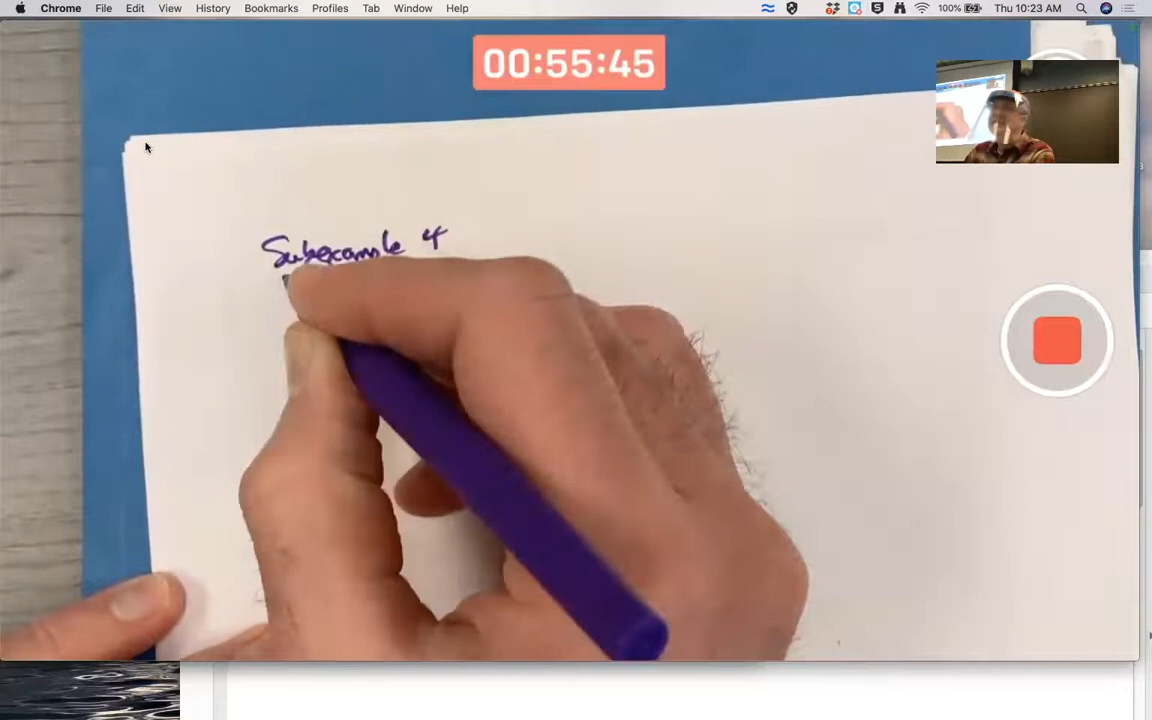 Chrome File Edit View History Bookmarks Profiles Tab Window Help
100% Thu 10:23 AM
00:55:45
Subexample 4